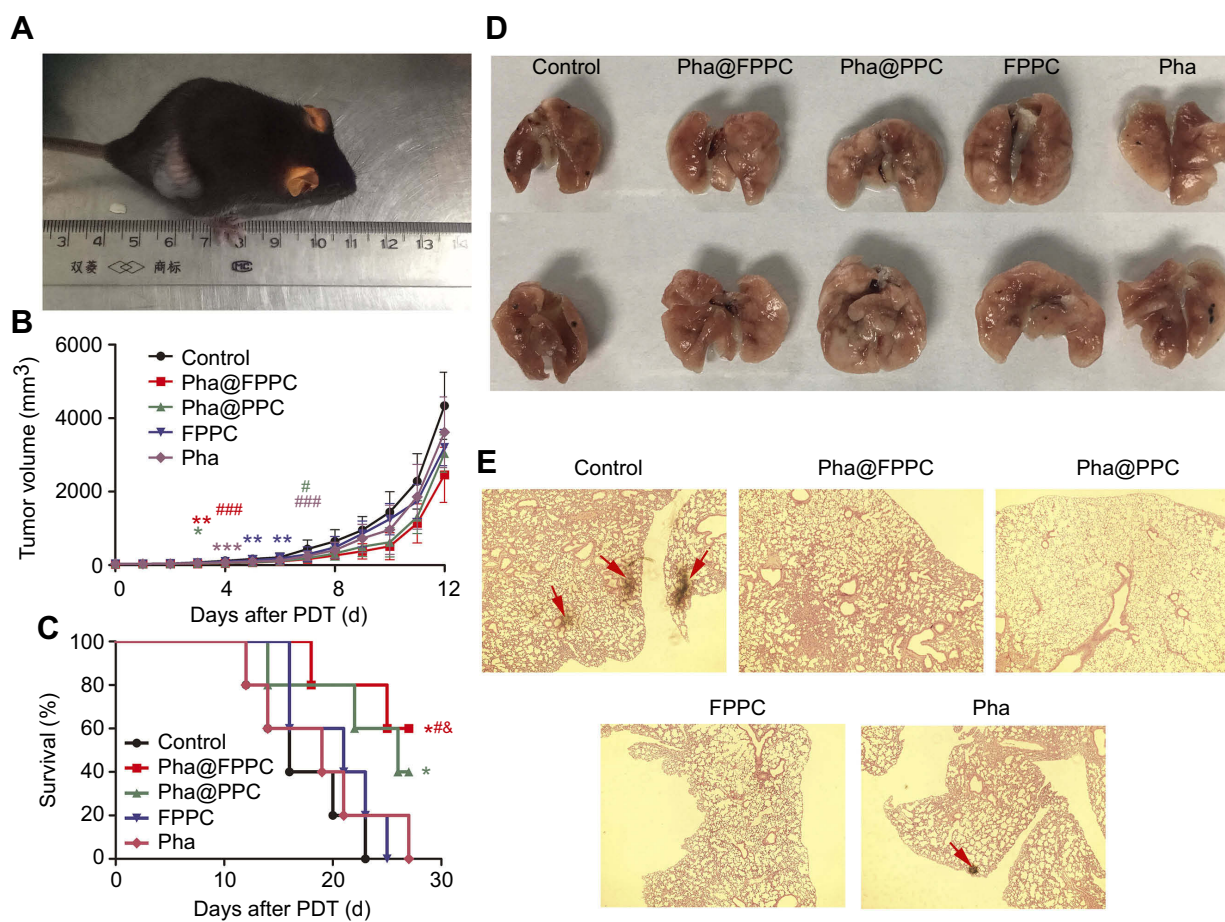 A
3 4 5 6 7 8 9 10 11 12 13 14
双菱 商标 MC
B
6000
4000
2000
0
Tumor volume (mm³)
Control
Pha@FPPC
Pha@PPC
FPPC
Pha
** ### # ###
* *** ** **
0 4 8 12
Days after PDT (d)
C
100
80
60
40
20
0
Survival (%)
Control
Pha@FPPC
Pha@PPC
FPPC
Pha
*#&
*
0 10 20 30
Days after PDT (d)
D
Control Pha@FPPC Pha@PPC FPPC Pha
E
Control Pha@FPPC Pha@PPC
FPPC Pha